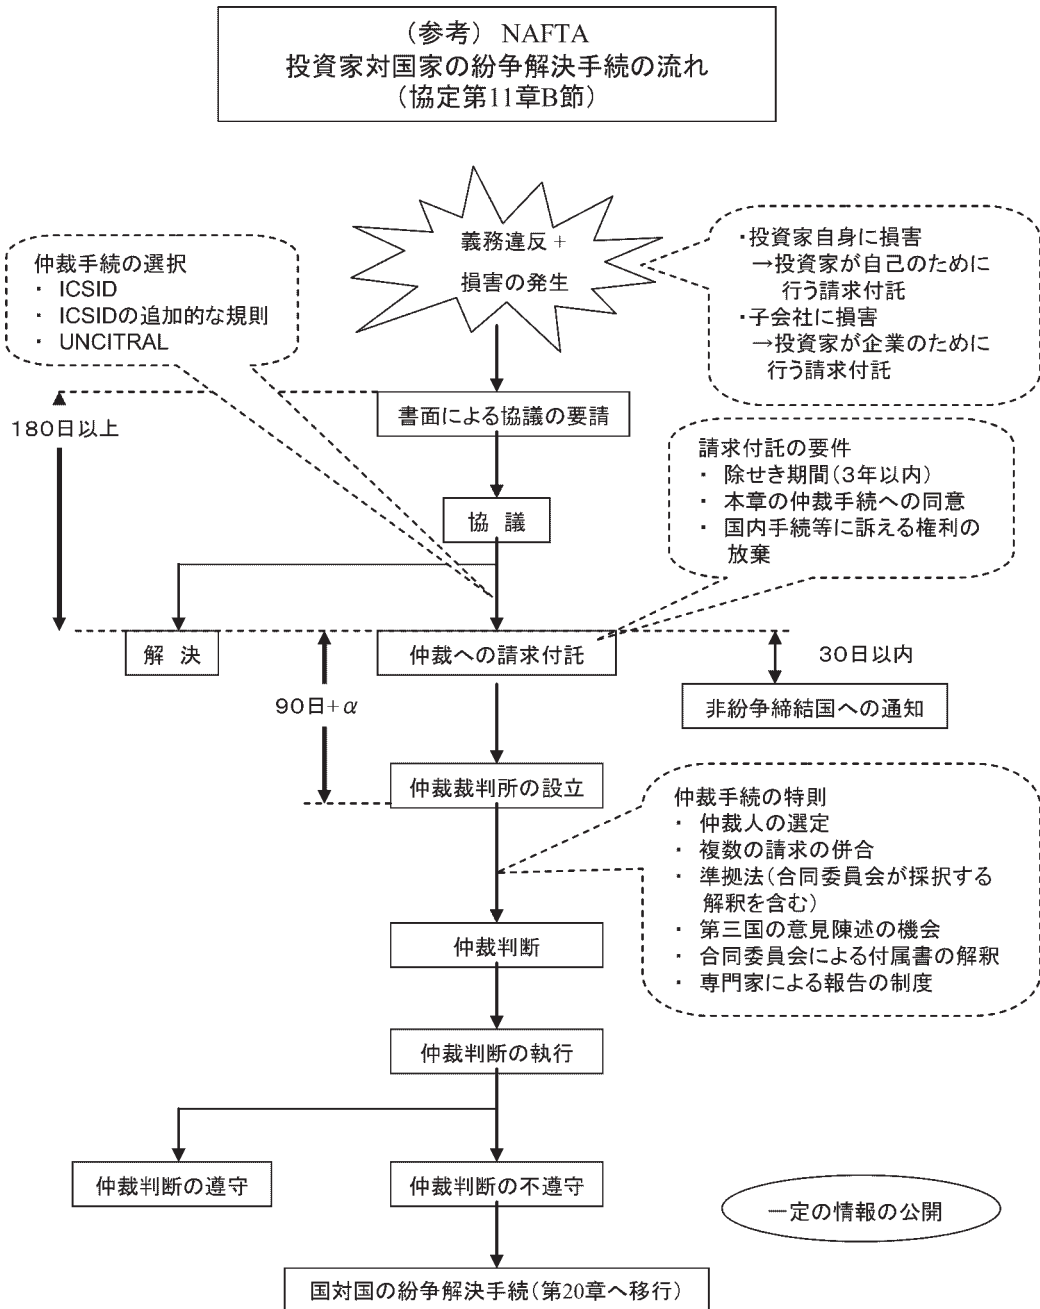 （参考） NAFTA
投資家対国家の紛争解決手続の流れ
（協定第11章B節）
義務違反＋
損害の発生
・投資家自身に損害
→投資家が自己のために
行う請求付託
・子会社に損害
→投資家が企業のために
行う請求付託
仲裁手続の選択
・ ICSID
・ ICSIDの追加的な規則
・ UNCITRAL
180日以上
書面による協議の要請
請求付託の要件
・ 除せき期間（3年以内）
・ 本章の仲裁手続への同意
・ 国内手続等に訴える権利の
放棄
協 議
解 決
仲裁への請求付託
30日以内
非紛争締結国への通知
90日+α
仲裁裁判所の設立
仲裁手続の特則
・ 仲裁人の選定
・ 複数の請求の併合
・ 準拠法（合同委員会が採択する
解釈を含む）
・ 第三国の意見陳述の機会
・ 合同委員会による付属書の解釈
・ 専門家による報告の制度
仲裁判断
仲裁判断の執行
仲裁判断の遵守
仲裁判断の不遵守
一定の情報の公開
国対国の紛争解決手続（第20章へ移行）